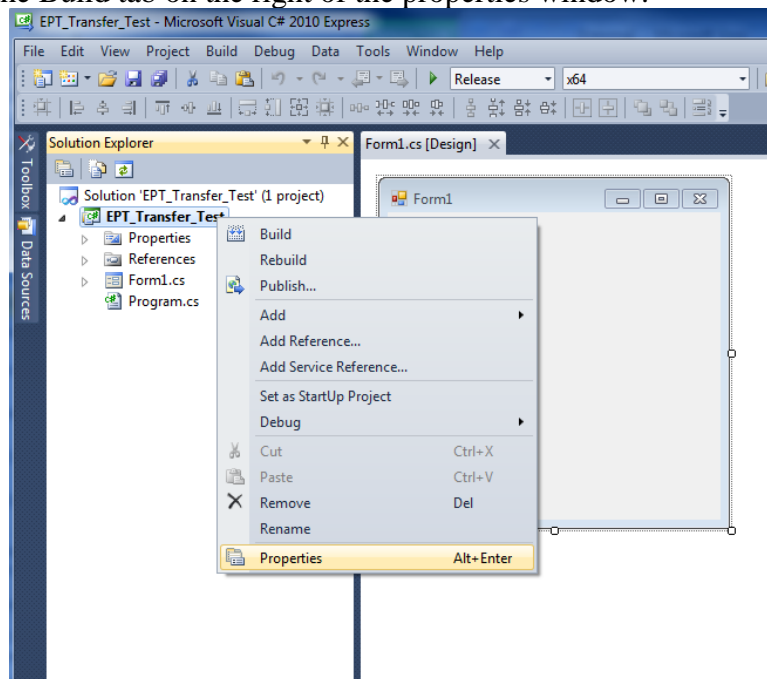 he Build tab on the right of the properties window.
EPT_Transfer_Test - Microsoft Visual C# 2010 Express
File Edit View Project Build Debug Data Tools Window Help
Release x64
Toolbox
Data Sources
Solution Explorer
Form1.cs [Design]
Solution 'EPT_Transfer_Test' (1 project)
EPT_Transfer_Test
Properties
References
Form1.cs
Program.cs
Form1
Build
Rebuild
Publish...
Add
Add Reference...
Add Service Reference...
Set as StartUp Project
Debug
Cut Ctrl+X
Paste Ctrl+V
Remove Del
Rename
Properties Alt+Enter